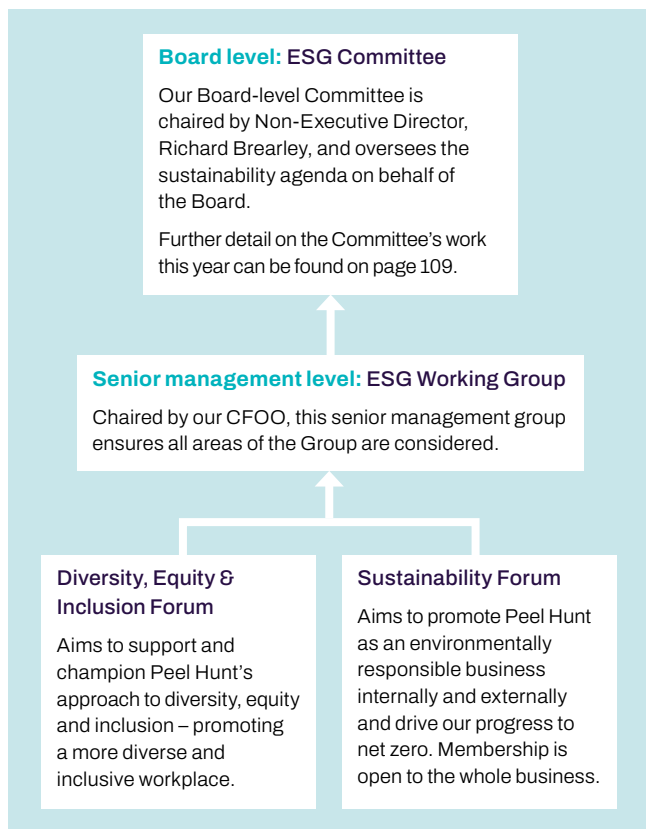 Board level: ESG Committee
Our Board-level Committee is
chaired by Non-Executive Director,
Richard Brearley, and oversees the
sustainability agenda on behalf of
the Board.
Further detail on the Committee's work
this year can be found on page 109.
Senior management level: ESG Working Group
Chaired by our CFOO, this senior management group
ensures all areas of the Group are considered.
Diversity, Equity &
Inclusion Forum
Aims to support and
champion Peel Hunt's
approach to diversity, equity
and inclusion – promoting
a more diverse and
inclusive workplace.
Sustainability Forum
Aims to promote Peel Hunt
as an environmentally
responsible business
internally and externally
and drive our progress to
net zero. Membership is
open to the whole business.